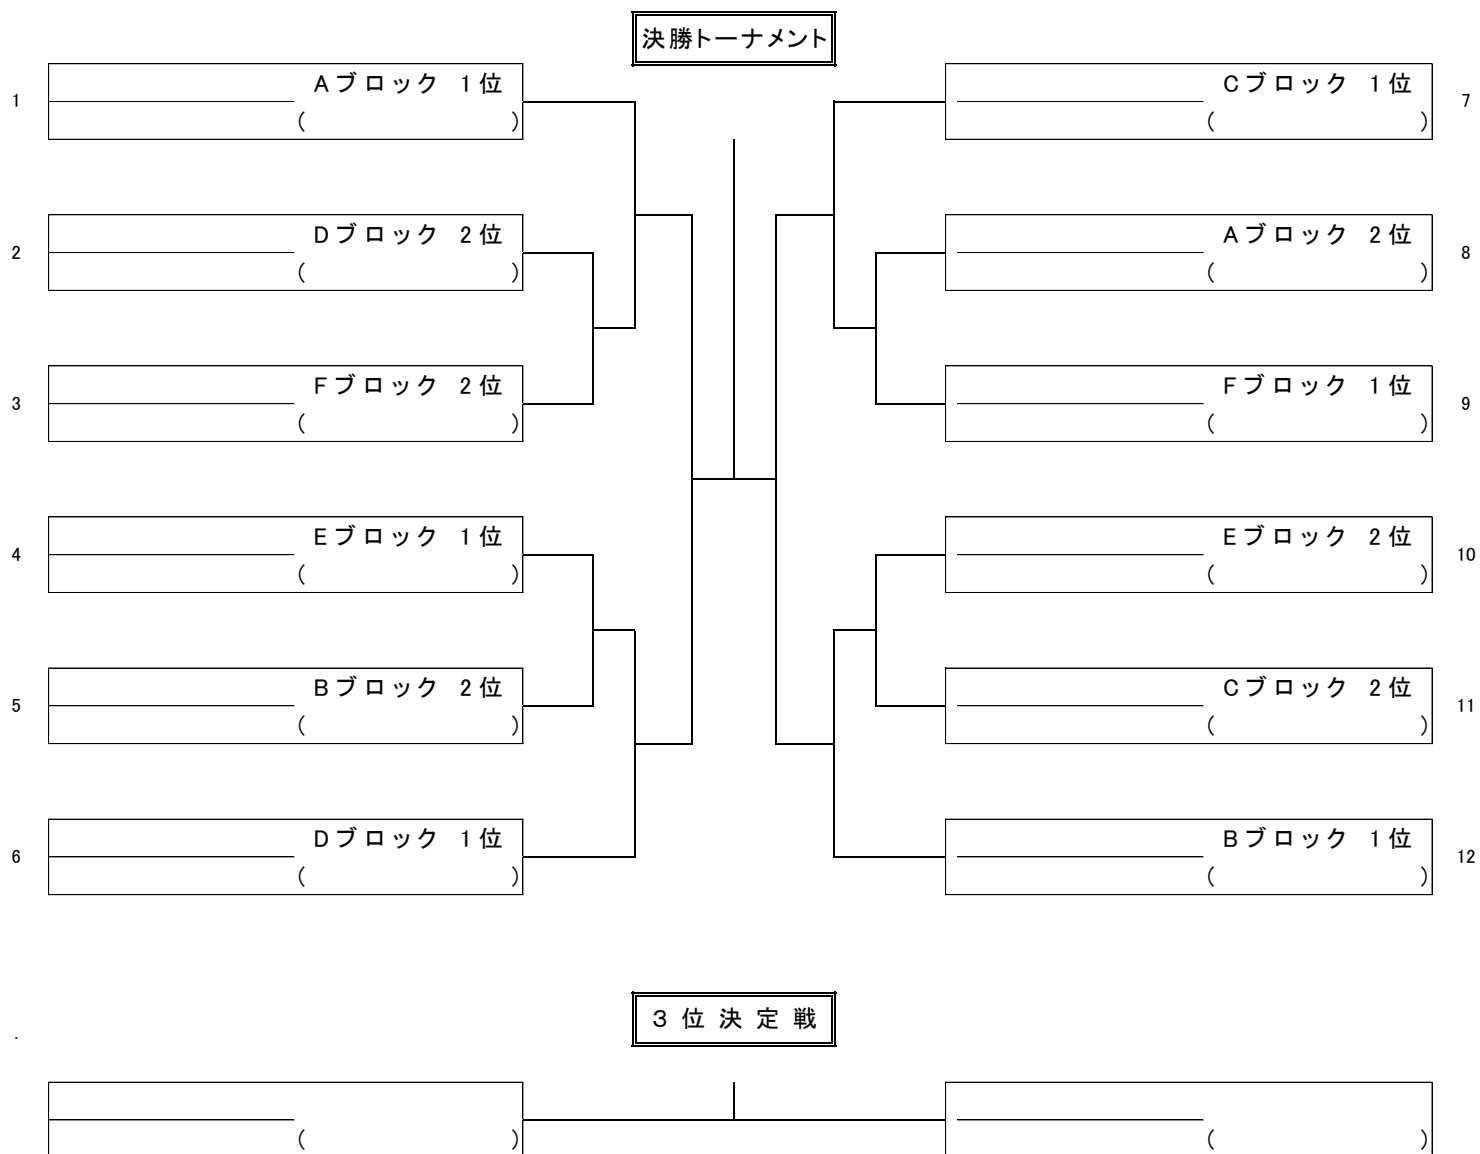 決勝トーナメント
1
Aブロック 1位
( )
2
Dブロック 2位
( )
3
Fブロック 2位
( )
4
Eブロック 1位
( )
5
Bブロック 2位
( )
6
Dブロック 1位
( )
Cブロック 1位
7
( )
Aブロック 2位
8
( )
Fブロック 1位
9
( )
Eブロック 2位
10
( )
Cブロック 2位
11
( )
Bブロック 1位
12
( )
3位決定戦
.
( )
( )